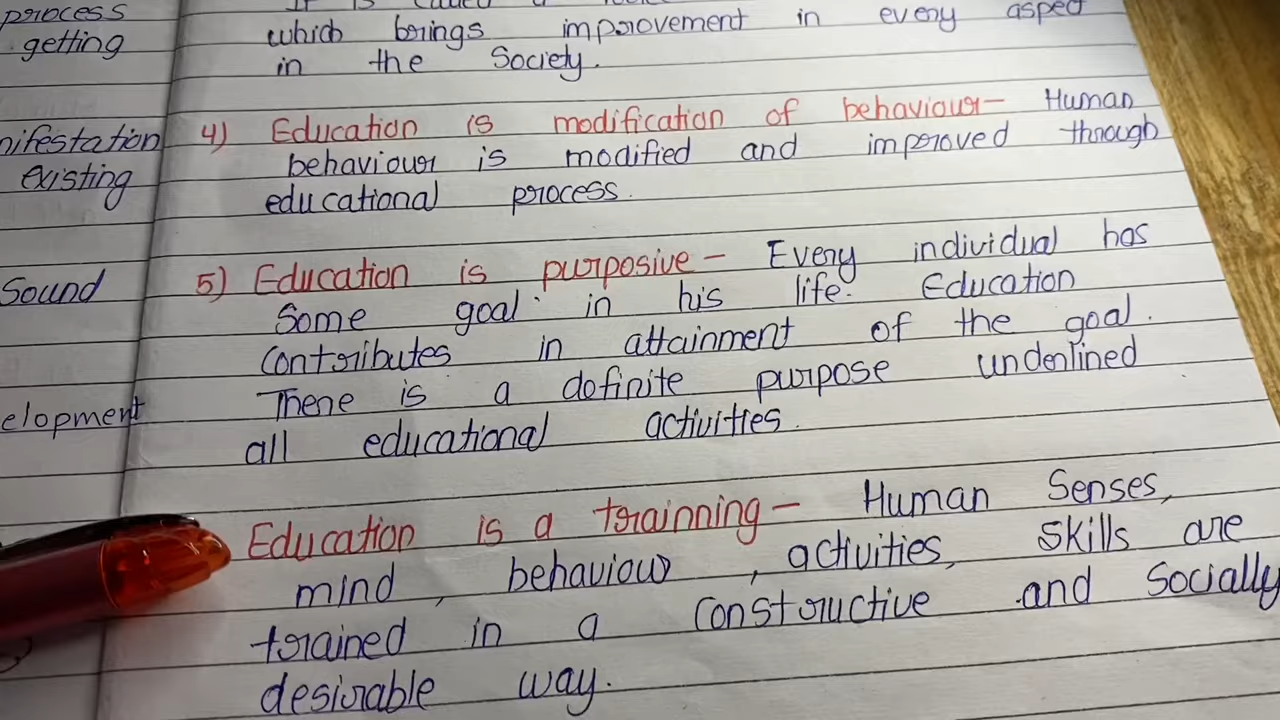 process
getting
which brings improvement in every aspect
in the Society.
nifestation
existing
4) Education is modification of behaviour- Human
behaviour is modified and improved through
educational process.
Sound
5) Education is purposive- Every individual has
Some goal in his life. Education
contributes in attainment of the goal.
There is a definite purpose underlined
all educational activities.
elopment
Education is a trainning- Human Senses,
mind, behaviour, activities, skills are
trained in a constructive and Socially
desirable way.